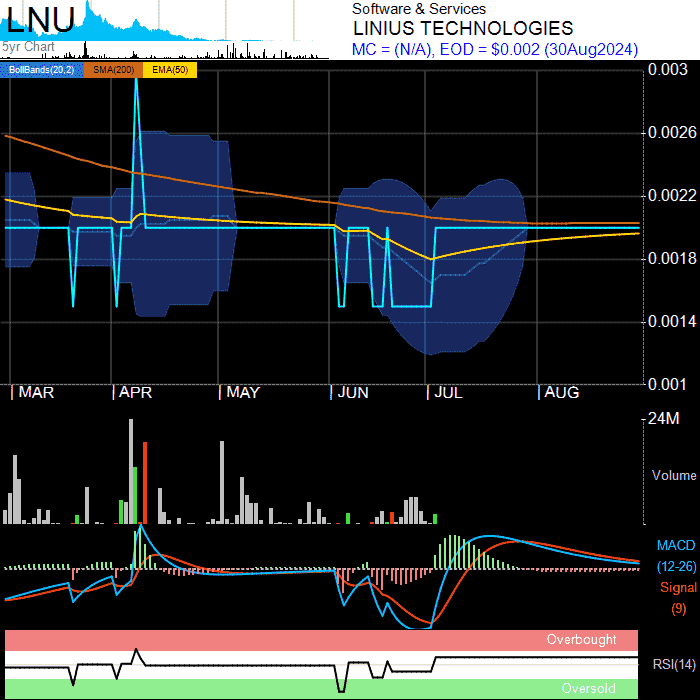 LNU
5yr Chart
Software & Services
LINIUS TECHNOLOGIES
MC = (N/A), EOD = $0.002 (30Aug2024)
BollBands(20,2) SMA(200) EMA(50)
0.003
0.0026
0.0022
0.0018
0.0014
0.001
MAR APR MAY JUN JUL AUG
24M
Volume
MACD
(12-26)
Signal
(9)
Overbought
RSI(14)
Oversold